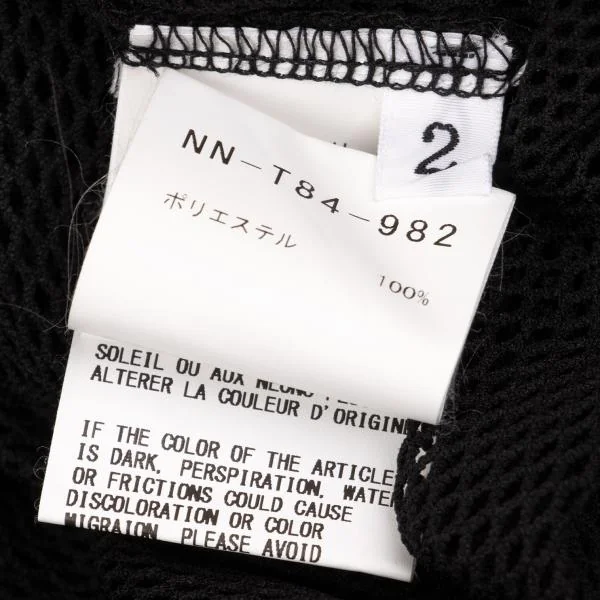 2
NN-T84-982
ポリエステル
100%
SOLEIL OU AUX NEONS
ALTERER LA COULEUR D'ORIGINE
IF THE COLOR OF THE ARTICLE
IS DARK, PERSPIRATION, WATE
OR FRICTIONS COULD CAUSE
DISCOLORATION OR COLOR
MIGRAION. PLEASE AVOID